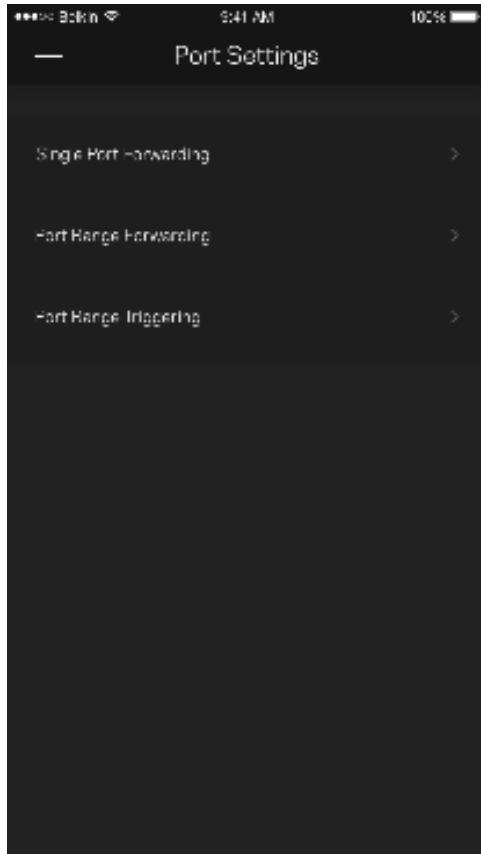 Belkin 9:41 AM 100%
Port Settings
Single Port Forwarding
Port Range Forwarding
Port Range Triggering